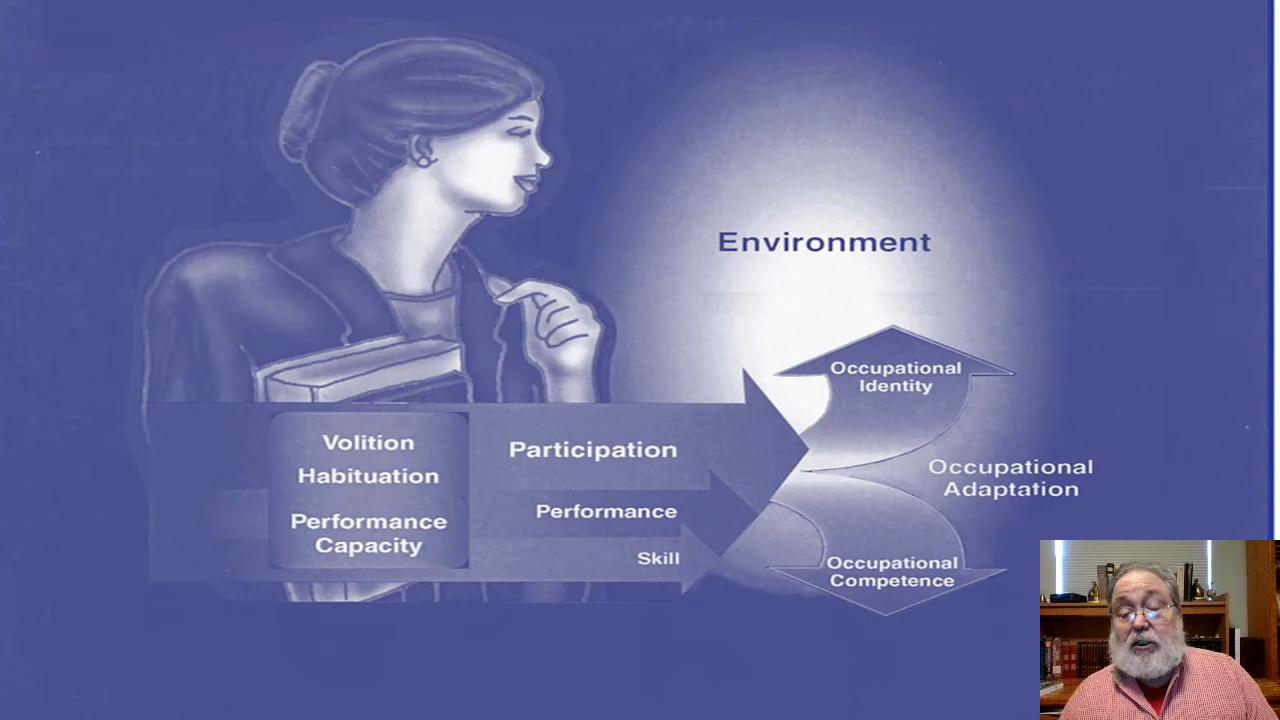 Environment
Occupational
Identity
Volition
Habituation
Performance
Capacity
Participation
Performance
Skill
Occupational
Adaptation
Occupational
Competence